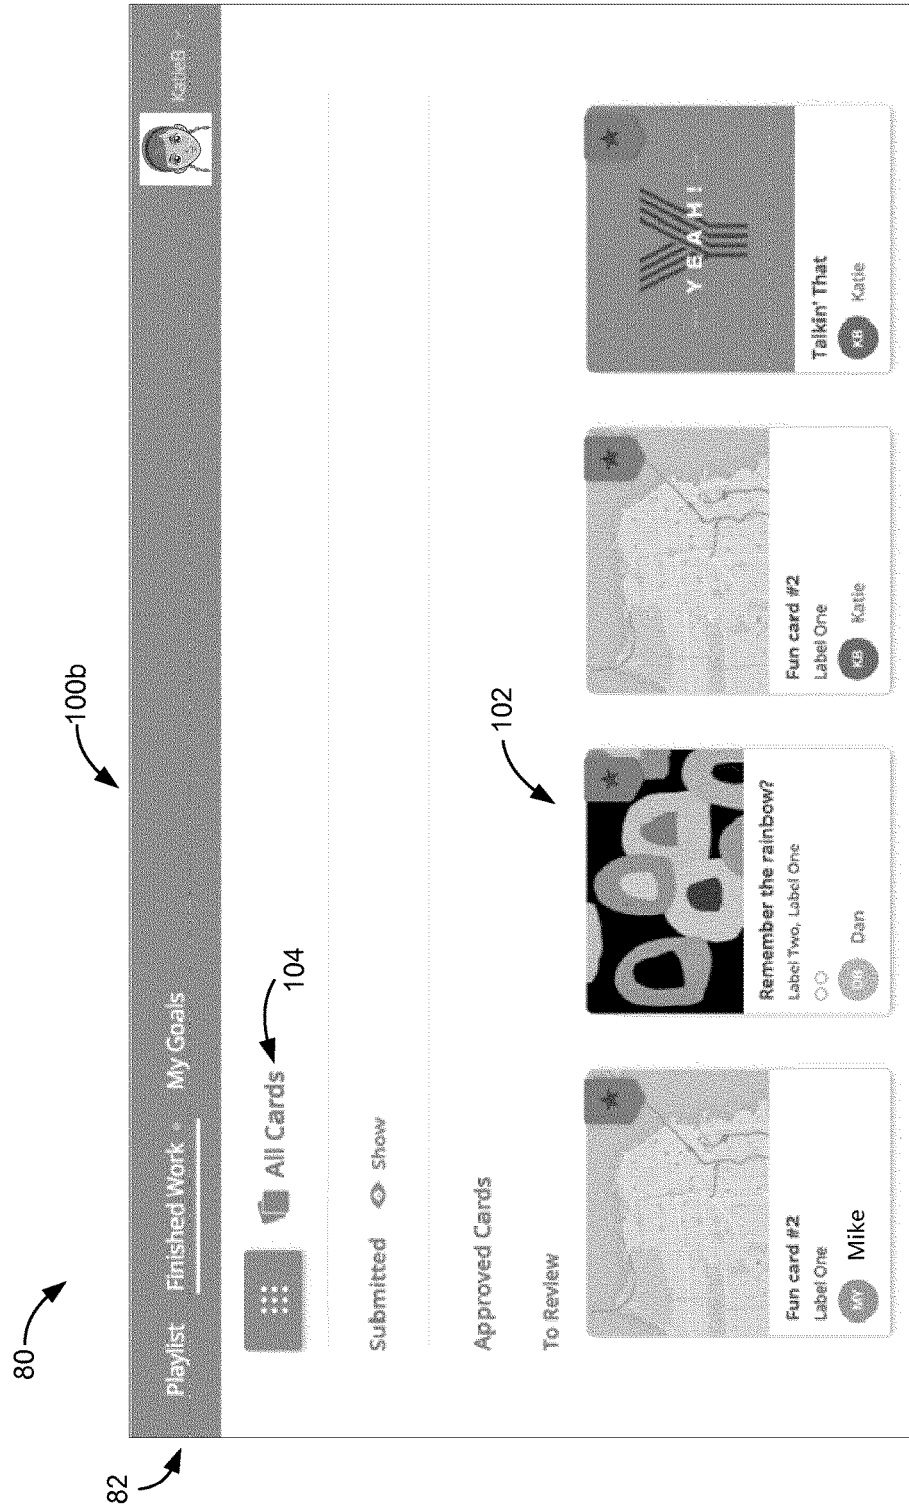 80
82
100b
Playlist Finished Work My Goals KatieB
All Cards
104
Submitted Show
Approved Cards
To Review
102
Fun card #2
Label One
MY Mike
Remember the rainbow?
Label Two, Label One
Dan
Fun card #2
Label One
KB Katie
YEAH!
Talkin' That
KB Katie